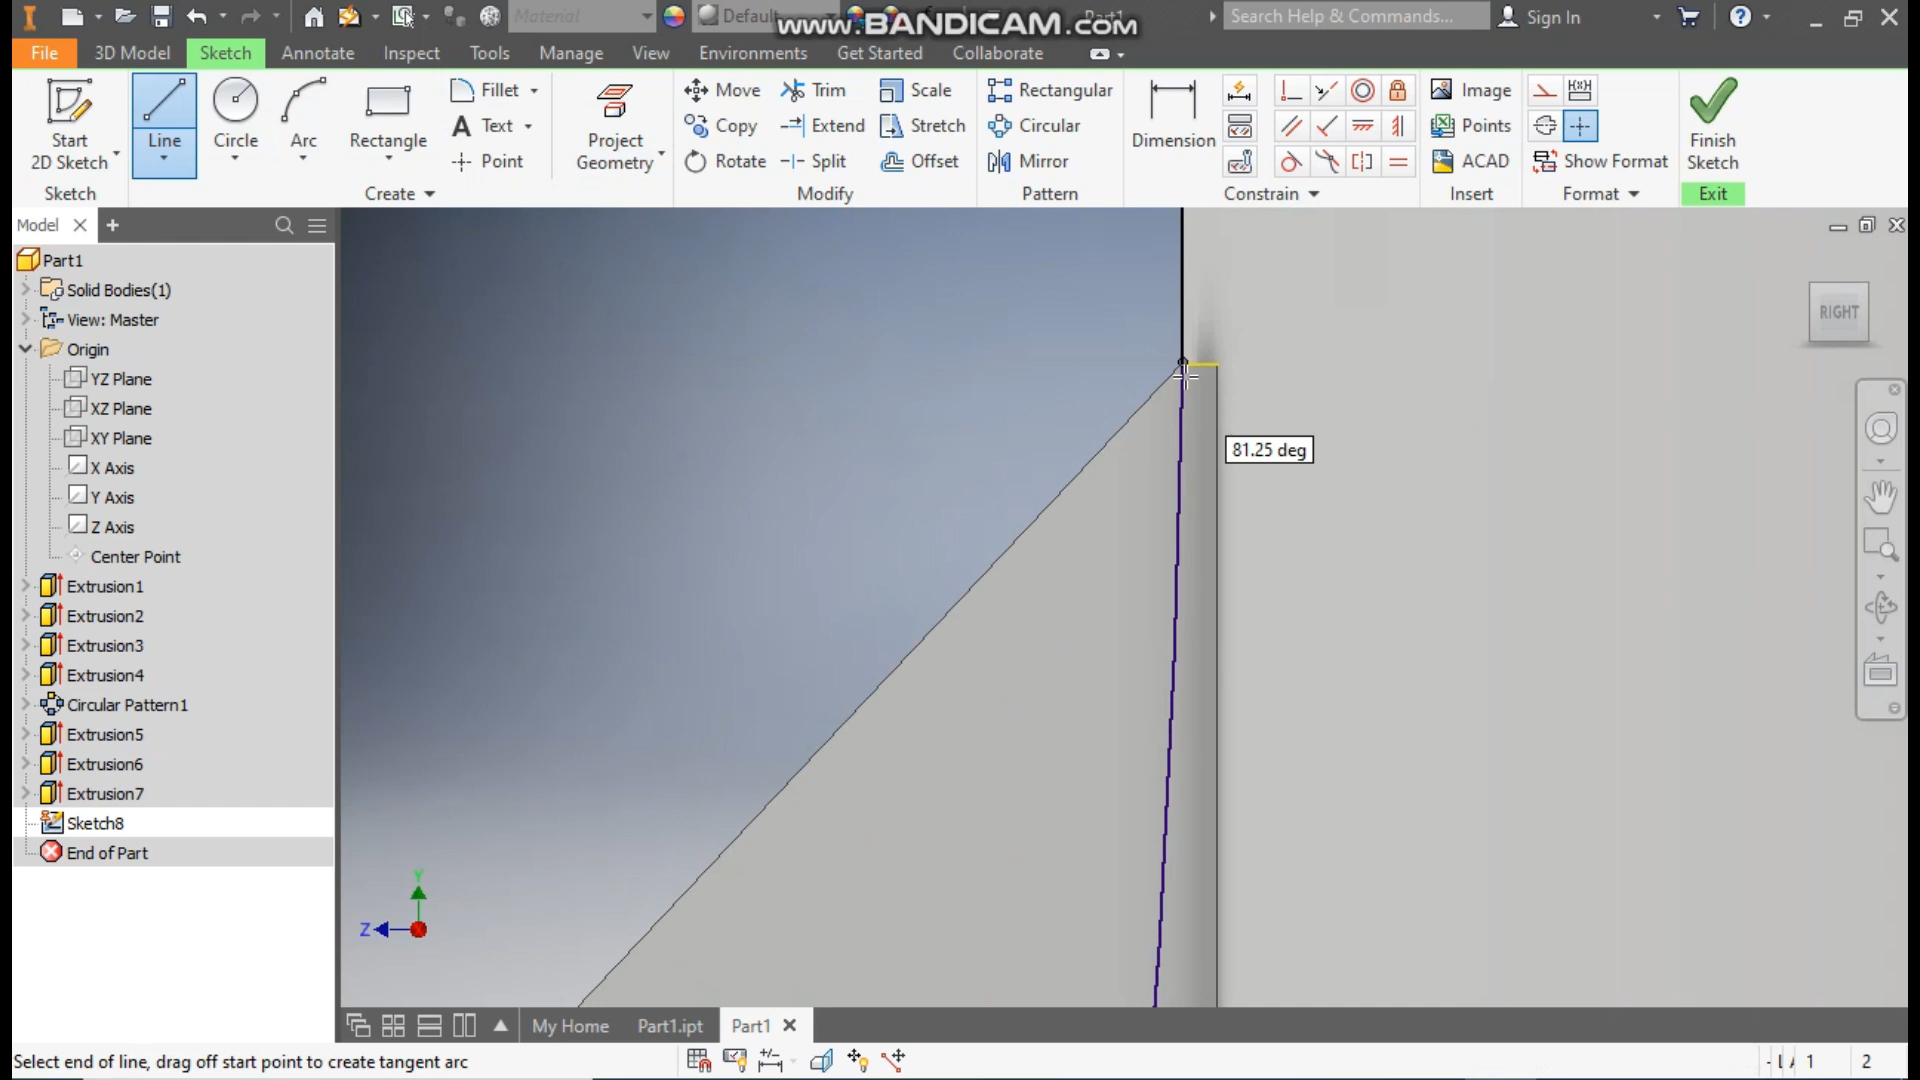 Material
Default
www.BANDICAM.com
Part1
Search Help & Commands...
Sign In
File
3D Model
Sketch
Annotate
Inspect
Tools
Manage
View
Environments
Get Started
Collaborate
Start
2D Sketch
Line
Circle
Arc
Rectangle
Fillet
Text
Point
Project
Geometry
Move
Copy
Rotate
Trim
Extend
Split
Scale
Stretch
Offset
Rectangular
Circular
Mirror
Dimension
Image
Points
ACAD
Show Format
Finish
Sketch
Sketch
Create
Modify
Pattern
Constrain
Insert
Format
Exit
Model
Part1
Solid Bodies(1)
View: Master
Origin
YZ Plane
XZ Plane
XY Plane
X Axis
Y Axis
Z Axis
Center Point
Extrusion1
Extrusion2
Extrusion3
Extrusion4
Circular Pattern1
Extrusion5
Extrusion6
Extrusion7
Sketch8
End of Part
RIGHT
81.25 deg
Y
Z
My Home
Part1.ipt
Part1
Select end of line, drag off start point to create tangent arc
1
2